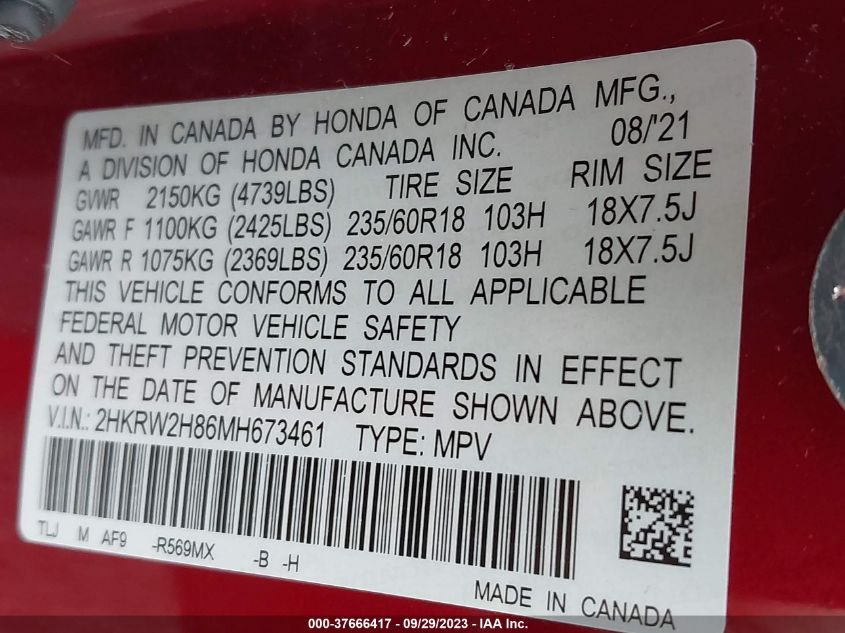 MFD. IN CANADA BY HONDA OF CANADA MFG.,
A DIVISION OF HONDA CANADA INC. 08/'21
GVWR 2150KG (4739LBS) TIRE SIZE RIM SIZE
GAWR F 1100KG (2425LBS) 235/60R18 103H 18X7.5J
GAWR R 1075KG (2369LBS) 235/60R18 103H 18X7.5J
THIS VEHICLE CONFORMS TO ALL APPLICABLE
FEDERAL MOTOR VEHICLE SAFETY
AND THEFT PREVENTION STANDARDS IN EFFECT
ON THE DATE OF MANUFACTURE SHOWN ABOVE.
V.I.N.: 2HKRW2H86MH673461 TYPE: MPV
TLJ M AF9 -R569MX -B -H
MADE IN CANADA
000-37666417 - 09/29/2023 - IAA Inc.